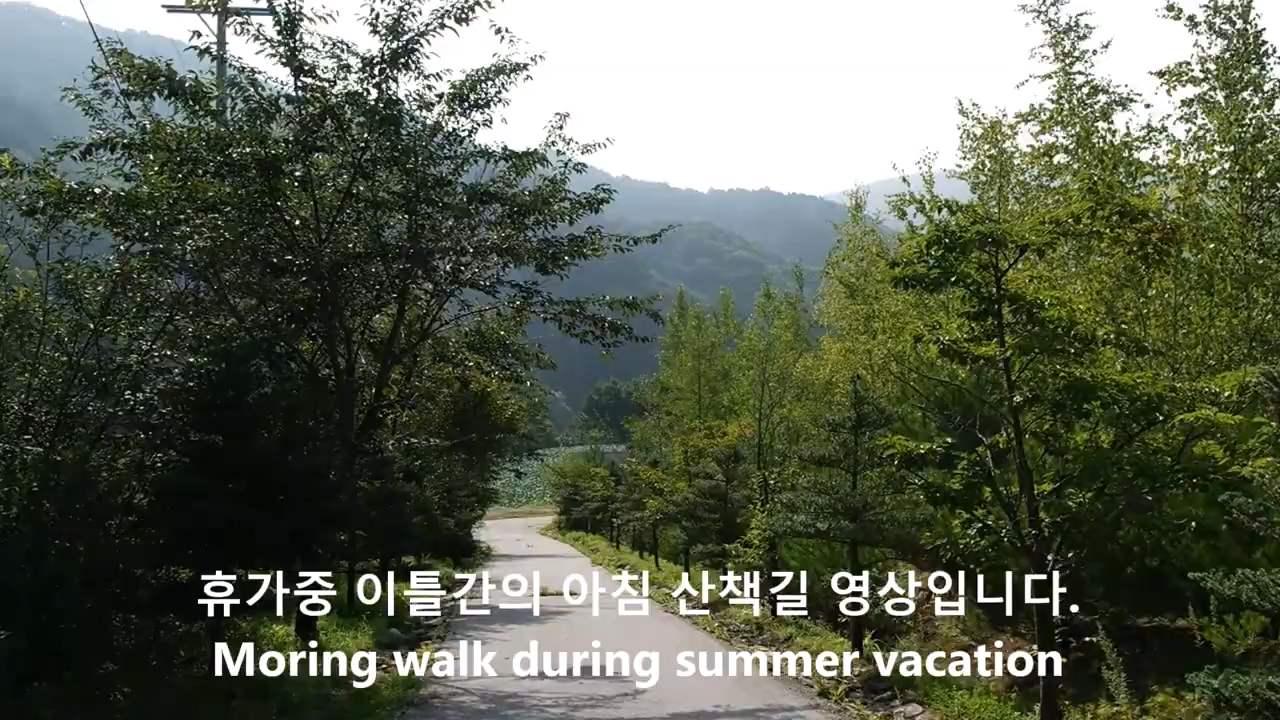 휴가중 이틀간의 아침 산책길 영상입니다.
Moring walk during summer vacation